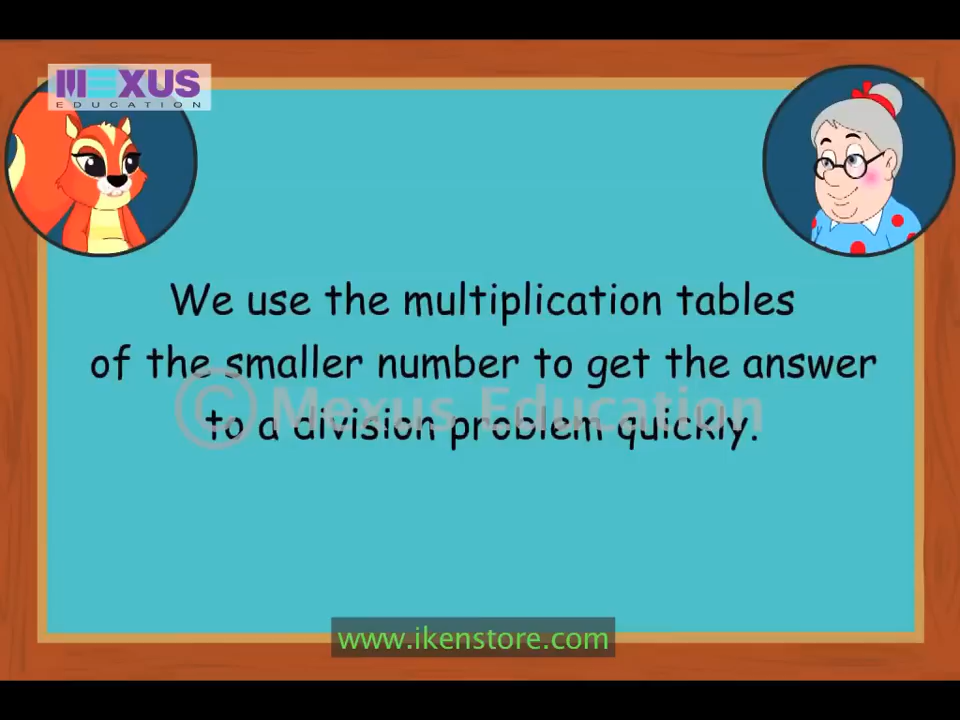 MEXUS
EDUCATION
We use the multiplication tables
of the smaller number to get the answer
to a division problem quickly.
© Mexus Education
www.ikenstore.com